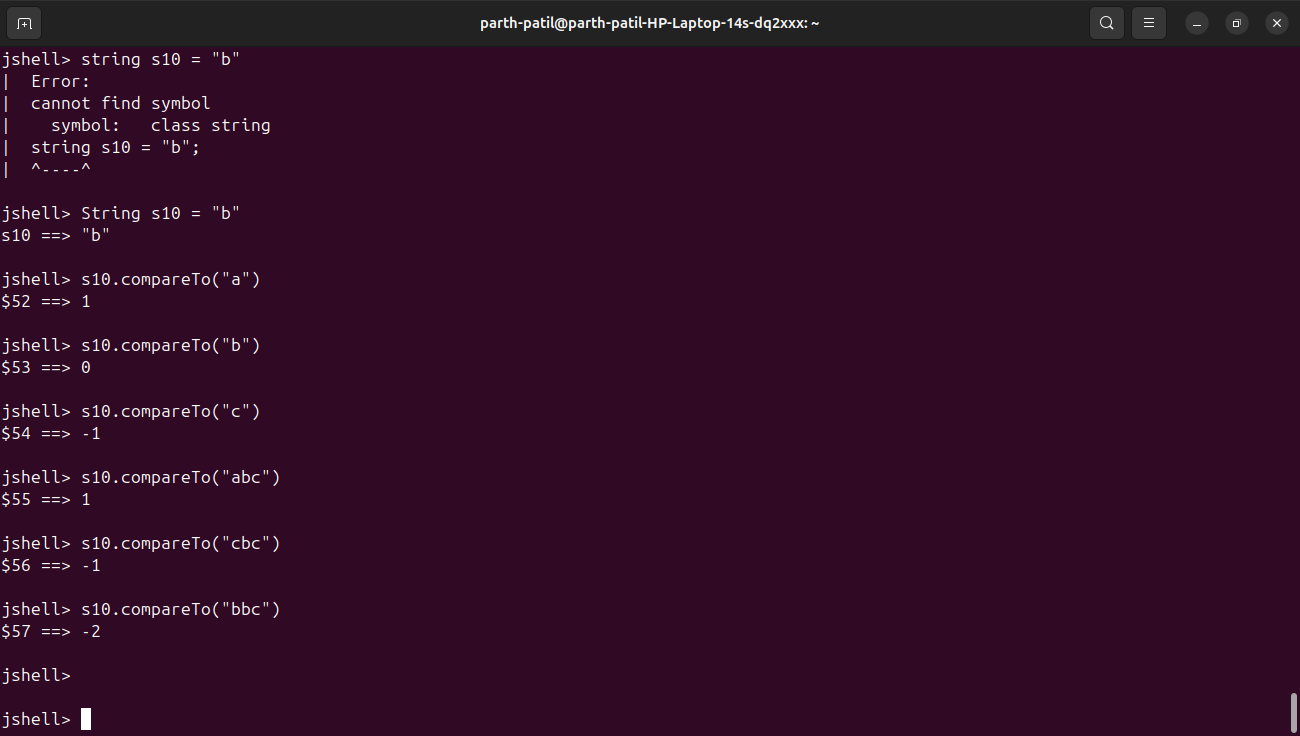 parth-patil@parth-patil-HP-Laptop-14s-dq2xxx: ~
jshell> string s10 = "b"
|  Error:
|  cannot find symbol
|    symbol:   class string
|  string s10 = "b";
|  ^----^
jshell> String s10 = "b"
s10 ==> "b"
jshell> s10.compareTo("a")
$52 ==> 1
jshell> s10.compareTo("b")
$53 ==> 0
jshell> s10.compareTo("c")
$54 ==> -1
jshell> s10.compareTo("abc")
$55 ==> 1
jshell> s10.compareTo("cbc")
$56 ==> -1
jshell> s10.compareTo("bbc")
$57 ==> -2
jshell>
jshell>